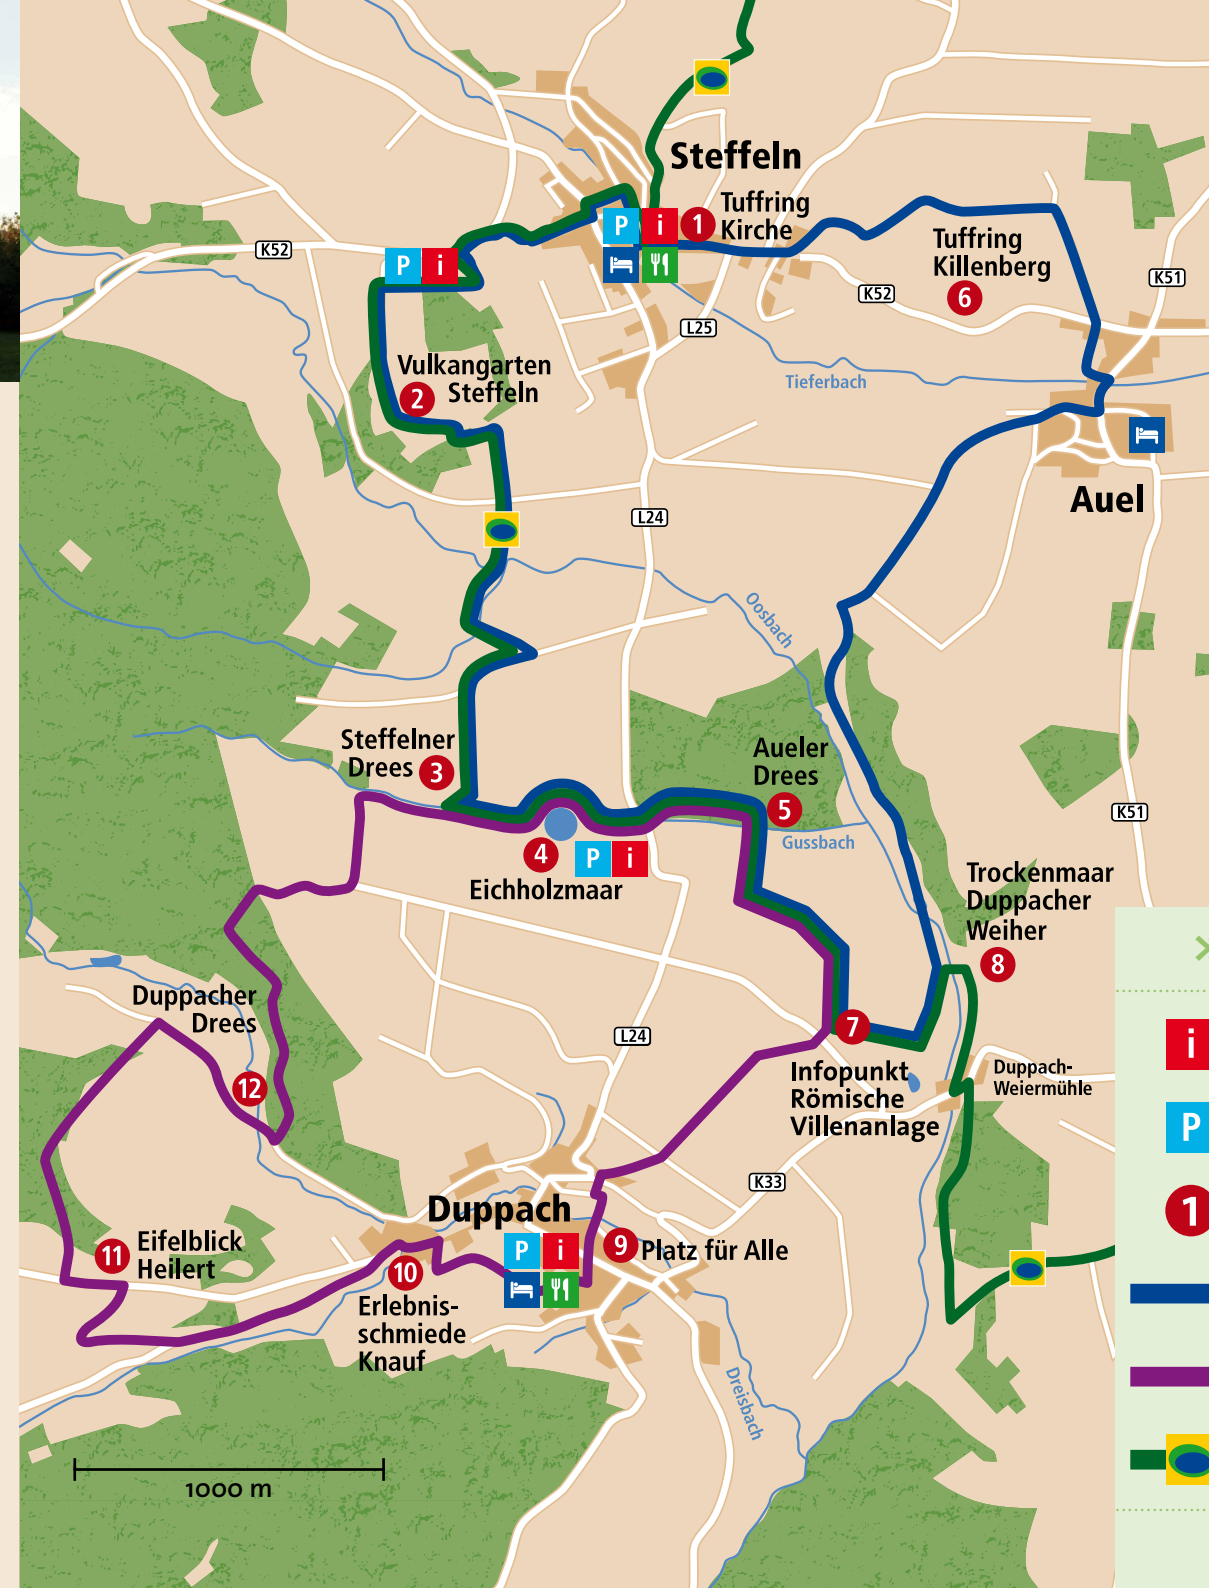 Steffeln
P
i
1
Tuffring
Kirche
Tuffring
Killenberg
6
K52
P
i
K52
K51
L25
Vulkangarten
2
Steffeln
Tieferbach
Auel
L24
Oosbach
Steffelner
Drees
3
Aueler
Drees
5
4
P
i
Eichholzmaar
Gussbach
K51
Trockenmaar
Duppacher
Weiher
8
Duppacher
Drees
12
L24
7
Infopunkt
Römische
Villenanlage
Duppach-
Weiermühle
i
P
1
K33
Duppach
P
i
9
Platz für Alle
11
Eifelblick
Heilert
10
Erlebnis-
schmiede
Knauf
Dreisbach
1000 m